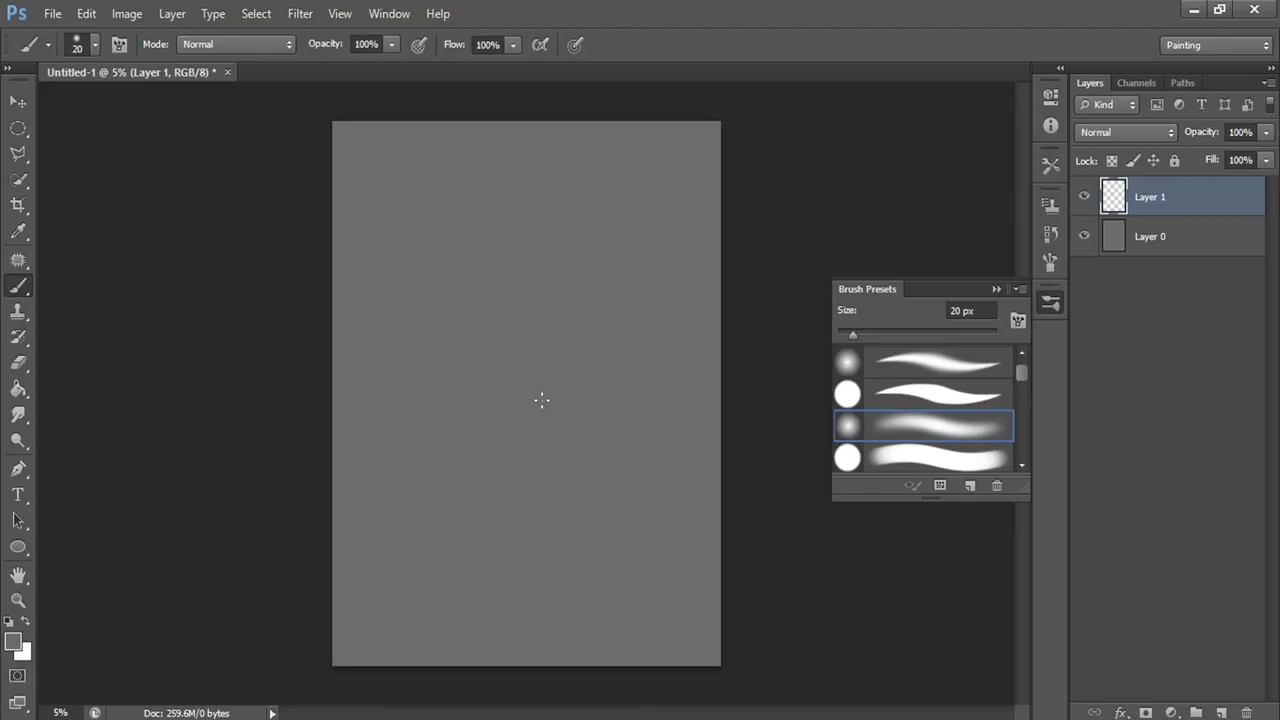 Ps File Edit Image Layer Type Select Filter View Window Help
20 Mode: Normal Opacity: 100% Flow: 100% Painting
Untitled-1 @ 5% (Layer 1, RGB/8) * ×
Layers Channels Paths
Kind
Normal Opacity: 100%
Lock: Fill: 100%
Layer 1
Layer 0
Brush Presets
Size: 20 px
T
5% Doc: 259.6M/0 bytes
fx